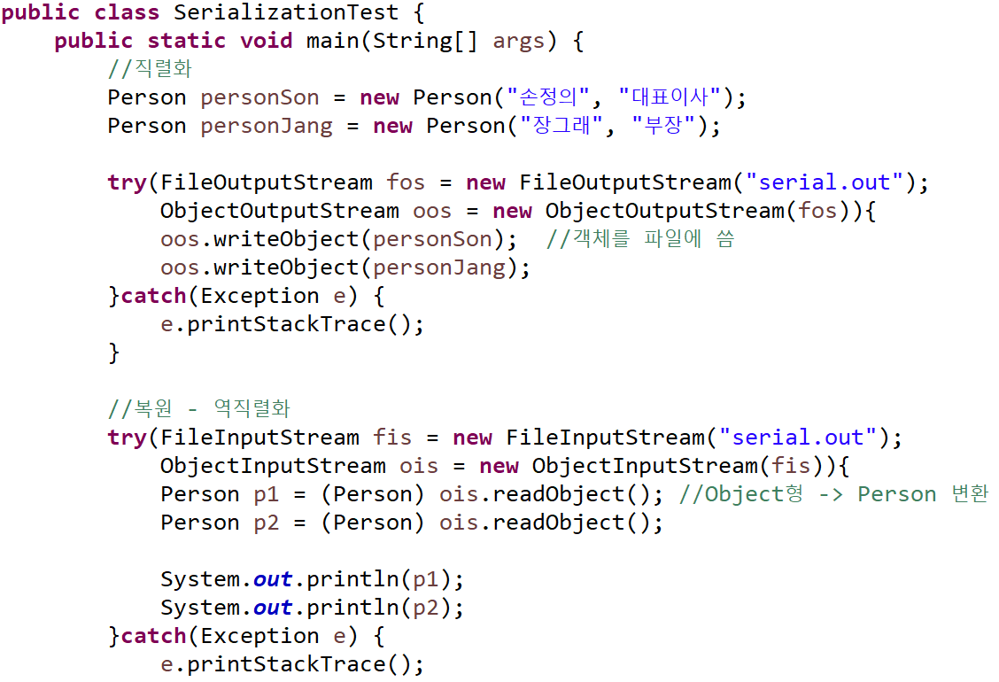 public class SerializationTest {
public static void main(String[] args) {
//직렬화
Person personSon = new Person("손정의", "대표이사");
Person personJang = new Person("장그래", "부장");
try(FileOutputStream fos = new FileOutputStream("serial.out");
ObjectOutputStream oos = new ObjectOutputStream(fos)){
oos.writeObject(personSon); //객체를 파일에 씀
oos.writeObject(personJang);
}catch(Exception e) {
e.printStackTrace();
}
//복원 - 역직렬화
try(FileInputStream fis = new FileInputStream("serial.out");
ObjectInputStream ois = new ObjectInputStream(fis)){
Person p1 = (Person) ois.readObject(); //Object형 -> Person 변환
Person p2 = (Person) ois.readObject();
System.out.println(p1);
System.out.println(p2);
}catch(Exception e) {
e.printStackTrace();